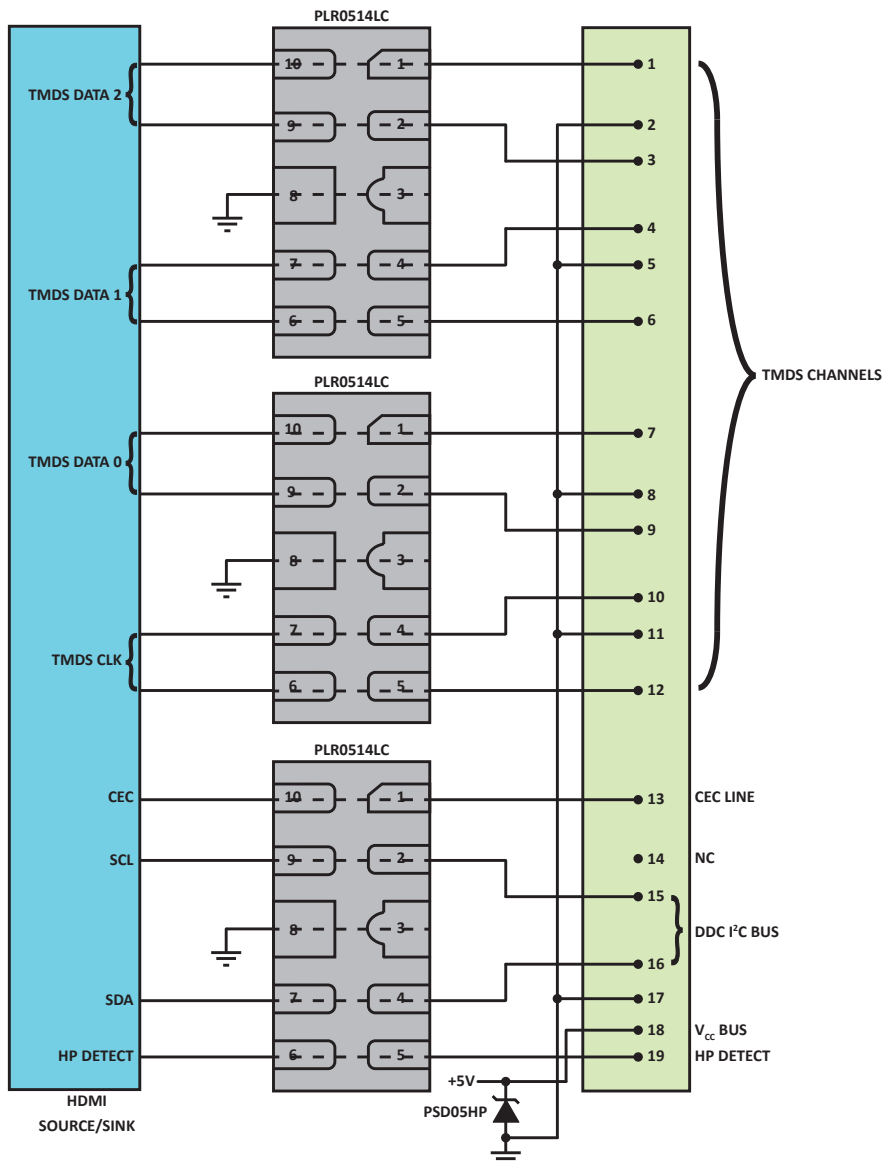 PLR0514LC
10 1 1
TMDS DATA 2
9 2 2
3
8 3
4
7 4 5
TMDS DATA 1
6 5 6
TMDS CHANNELS
PLR0514LC
10 1 7
TMDS DATA 0
9 2 8
9
8 3
10
7 4 11
TMDS CLK
6 5 12
PLR0514LC
CEC 10 1 13 CEC LINE
SCL 9 2 14 NC
15
8 3 DDC I²C BUS
16
SDA 7 4 17
18 V_CC BUS
HP DETECT 6 5 19 HP DETECT
+5V
HDMI
SOURCE/SINK
PSD05HP